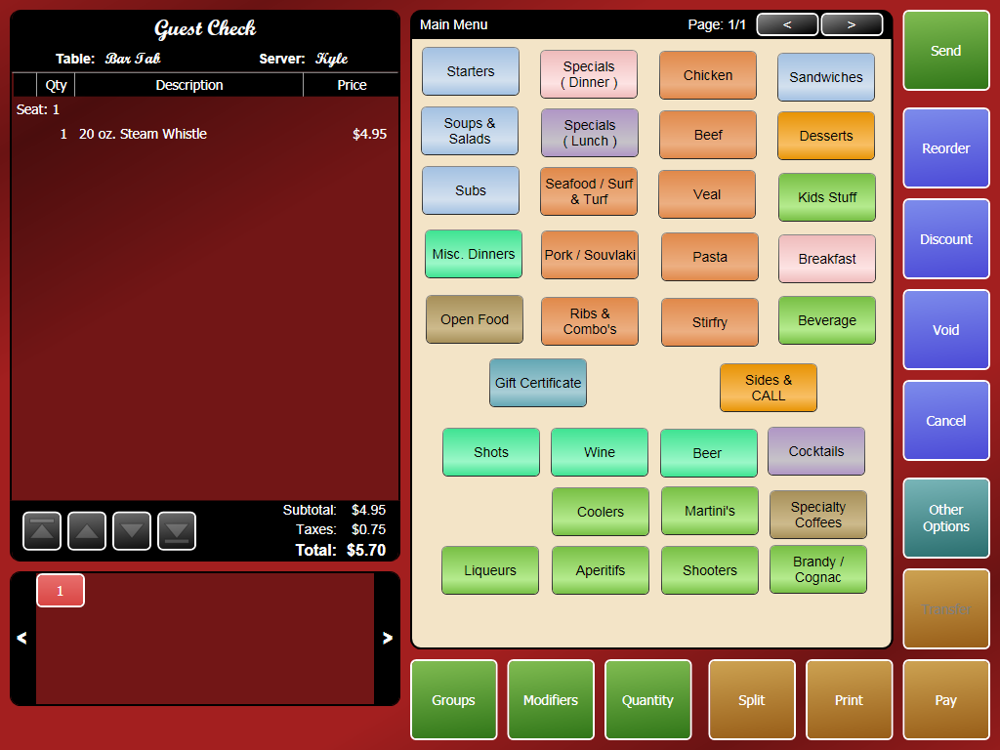 Guest Check
Table: Bar Tab Server: Kyle
Qty Description Price
Seat: 1
1 20 oz. Steam Whistle $4.95
Subtotal: $4.95
Taxes: $0.75
Total: $5.70
< 1 >
Main Menu Page: 1/1 < >
Starters
Specials
( Dinner )
Chicken
Sandwiches
Soups &
Salads
Specials
( Lunch )
Beef
Desserts
Subs
Seafood / Surf
& Turf
Veal
Kids Stuff
Misc. Dinners
Pork / Souvlaki
Pasta
Breakfast
Open Food
Ribs &
Combo's
Stirfry
Beverage
Gift Certificate
Sides &
CALL
Shots
Wine
Beer
Cocktails
Coolers
Martini's
Specialty
Coffees
Liqueurs
Aperitifs
Shooters
Brandy /
Cognac
Send
Reorder
Discount
Void
Cancel
Other
Options
Transfer
Groups
Modifiers
Quantity
Split
Print
Pay